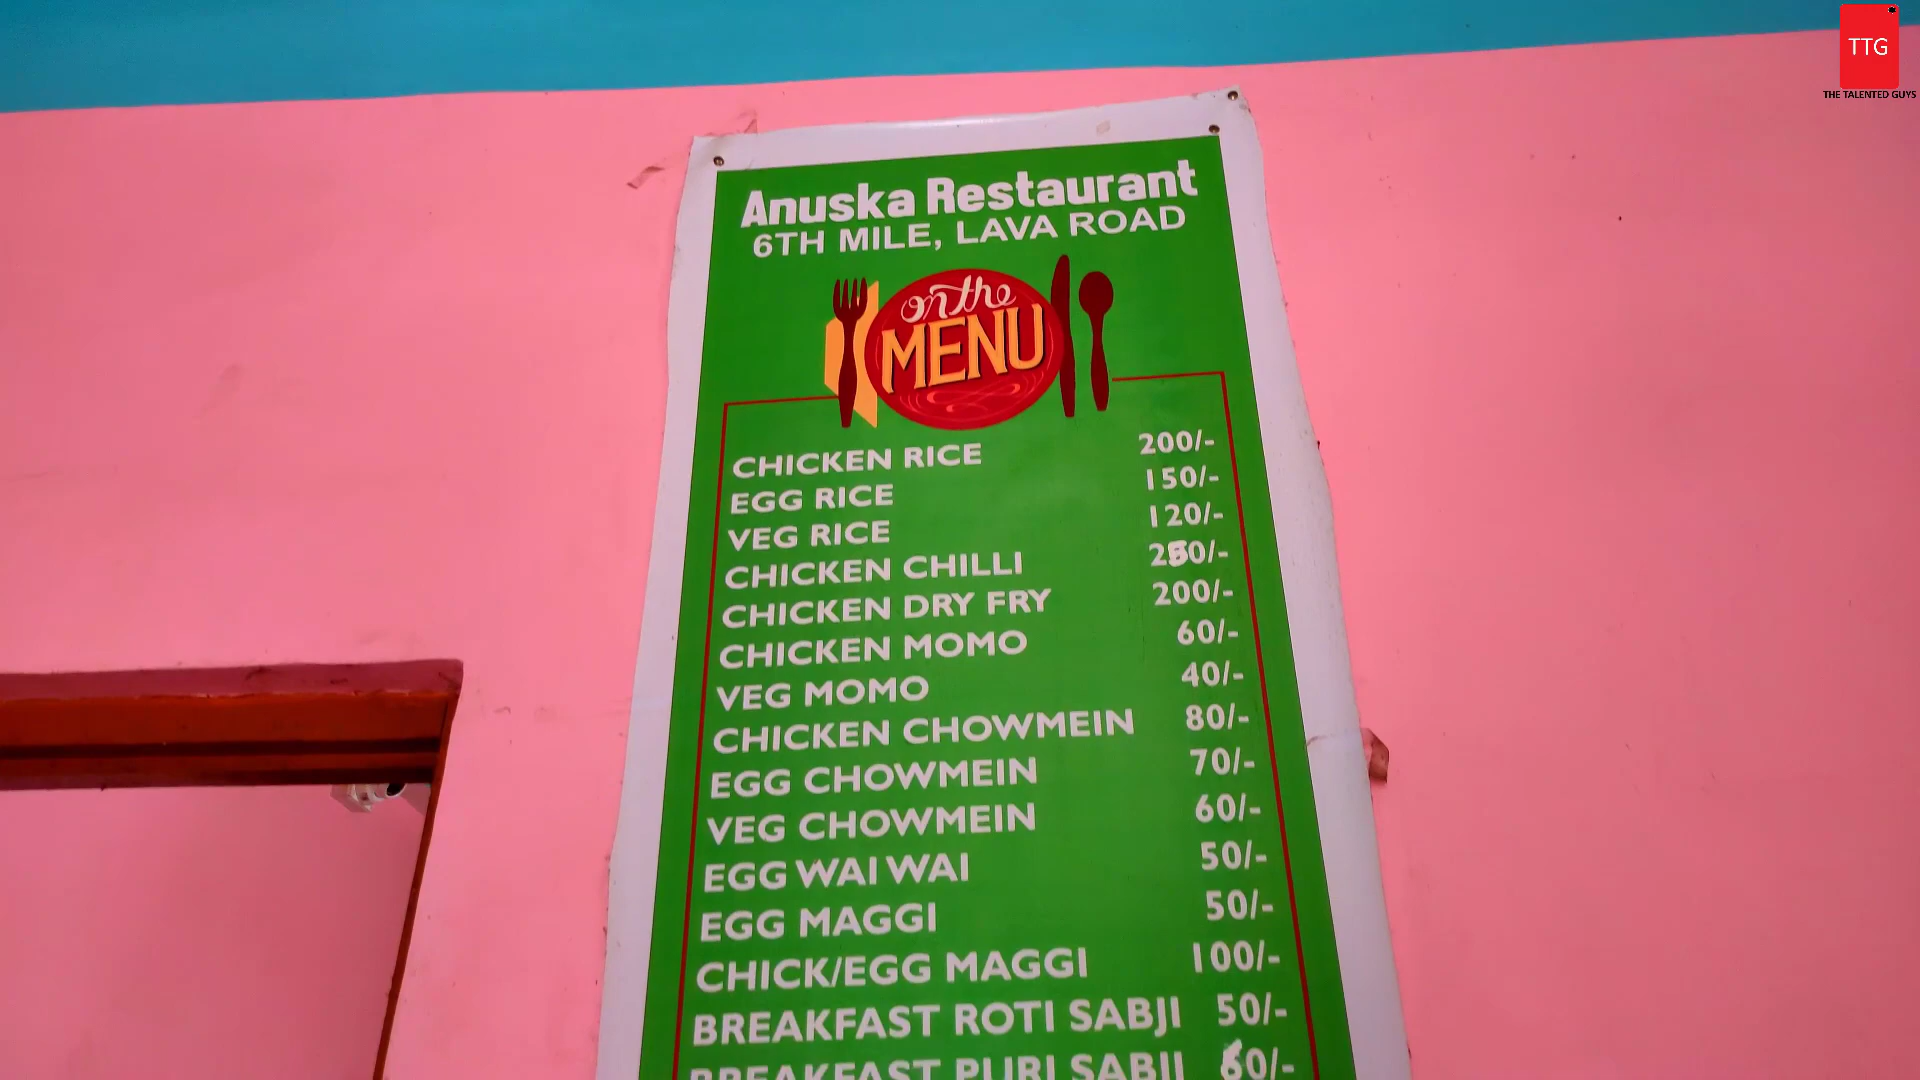 TTG
THE TALENTED GUYS
Anuska Restaurant
6TH MILE, LAVA ROAD
on the
MENU
CHICKEN RICE 200/-
EGG RICE 150/-
VEG RICE 120/-
CHICKEN CHILLI 250/-
CHICKEN DRY FRY 200/-
CHICKEN MOMO 60/-
VEG MOMO 40/-
CHICKEN CHOWMEIN 80/-
EGG CHOWMEIN 70/-
VEG CHOWMEIN 60/-
EGG WAI WAI 50/-
EGG MAGGI 50/-
CHICK/EGG MAGGI 100/-
BREAKFAST ROTI SABJI 50/-
BREAKFAST PURI SABJI 60/-